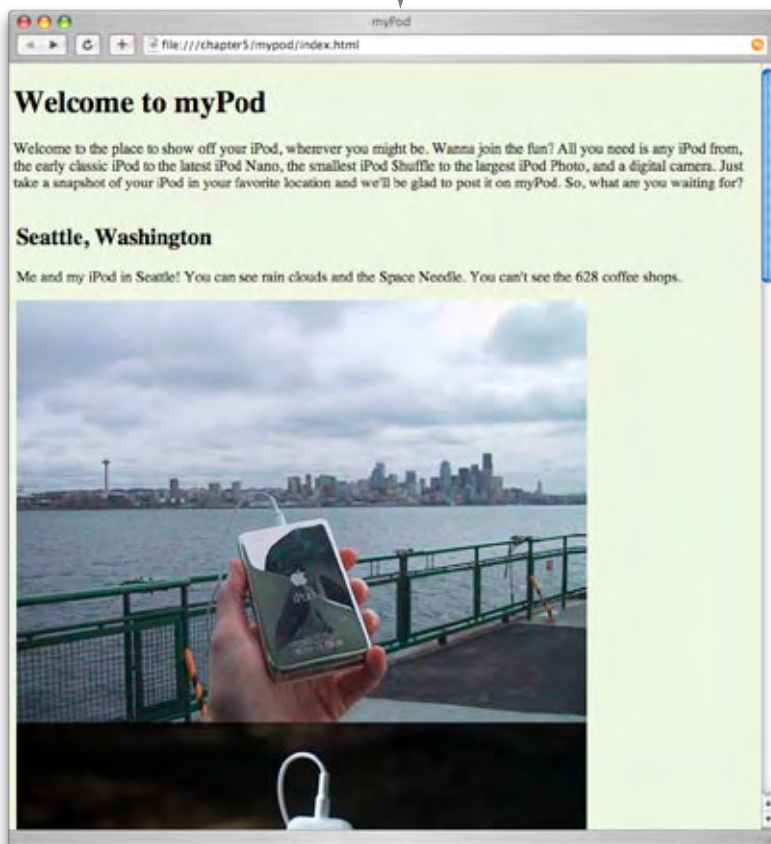 myPod
file:///chapter5/mypod/index.html
Welcome to myPod
Welcome to the place to show off your iPod, wherever you might be. Wanna join the fun? All you need is any iPod from,
the early classic iPod to the latest iPod Nano, the smallest iPod Shuffle to the largest iPod Photo, and a digital camera. Just
take a snapshot of your iPod in your favorite location and we'll be glad to post it on myPod. So, what are you waiting for?
Seattle, Washington
Me and my iPod in Seattle! You can see rain clouds and the Space Needle. You can't see the 628 coffee shops.
iPod